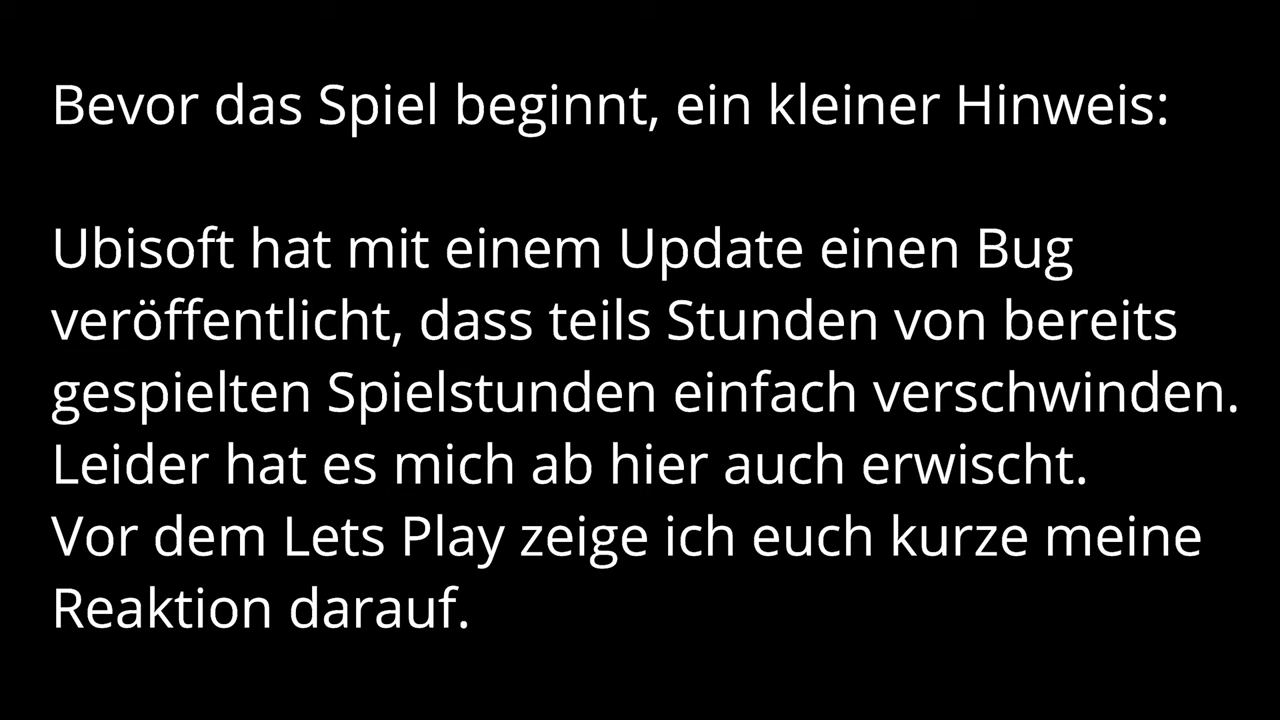 Bevor das Spiel beginnt, ein kleiner Hinweis:
Ubisoft hat mit einem Update einen Bug
veröffentlicht, dass teils Stunden von bereits
gespielten Spielstunden einfach verschwinden.
Leider hat es mich ab hier auch erwischt.
Vor dem Lets Play zeige ich euch kurze meine
Reaktion darauf.